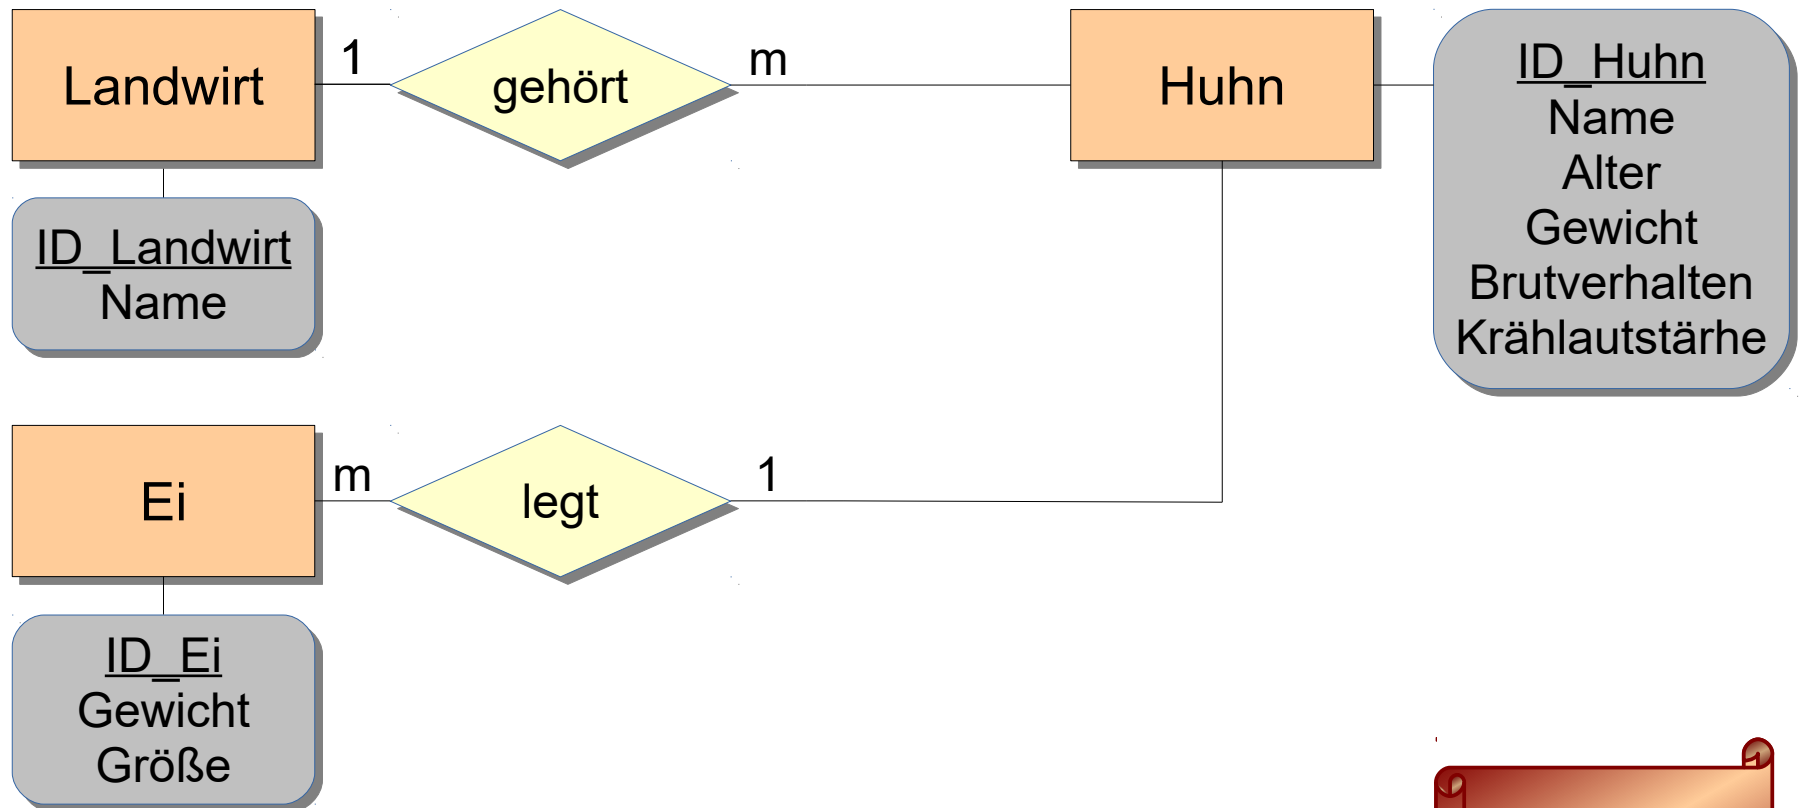 Landwirt
1
gehört
m
Huhn
ID_Huhn
Name
Alter
Gewicht
Brutverhalten
Krählautstärhe
ID_Landwirt
Name
Ei
m
legt
1
ID_Ei
Gewicht
Größe